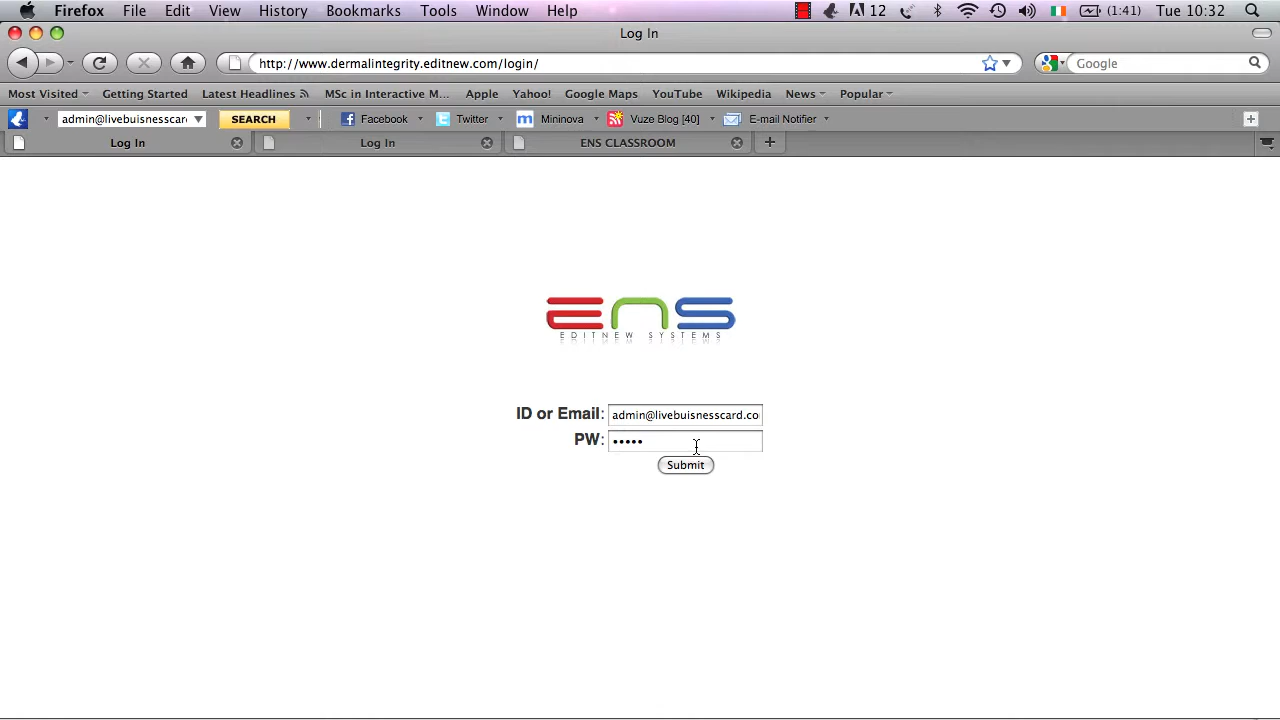 Firefox File Edit View History Bookmarks Tools Window Help 12 (1:41) Tue 10:32
Log In
http://www.dermalintegrity.editnew.com/login/ Google
Most Visited Getting Started Latest Headlines MSc in Interactive M... Apple Yahoo! Google Maps YouTube Wikipedia News Popular
admin@livebuisnesscar SEARCH Facebook Twitter m Mininova Vuze Blog [40] E-mail Notifier
Log In Log In ENS CLASSROOM
ens
EDITNEW SYSTEMS
ID or Email: admin@livebuisnesscard.co
PW: •••••
Submit